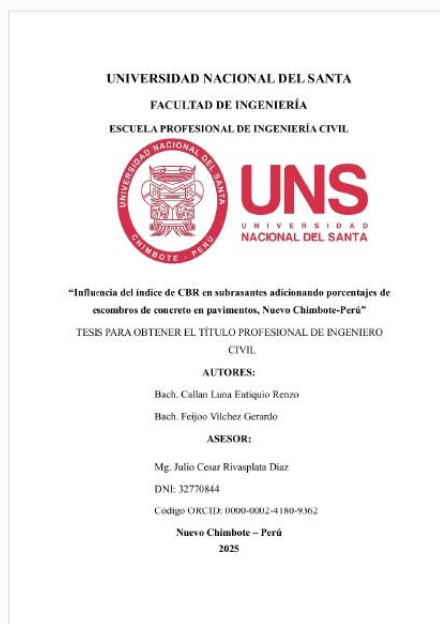 UNIVERSIDAD NACIONAL DEL SANTA
FACULTAD DE INGENIERÍA
ESCUELA PROFESIONAL DE INGENIERÍA CIVIL
UNIVERSIDAD NACIONAL DEL SANTA
CHIMBOTE - PERÚ
UNS
UNIVERSIDAD
NACIONAL DEL SANTA
“Influencia del índice de CBR en subrasantes adicionando porcentajes de
escombros de concreto en pavimentos, Nuevo Chimbote-Perú”
TESIS PARA OBTENER EL TÍTULO PROFESIONAL DE INGENIERO
CIVIL
AUTORES:
Bach. Callan Luna Eutiquio Renzo
Bach. Feijoo Vilchez Gerardo
ASESOR:
Mg. Julio Cesar Rivasplata Diaz
DNI: 32770844
Código ORCID: 0000-0002-4180-9362
Nuevo Chimbote – Perú
2025